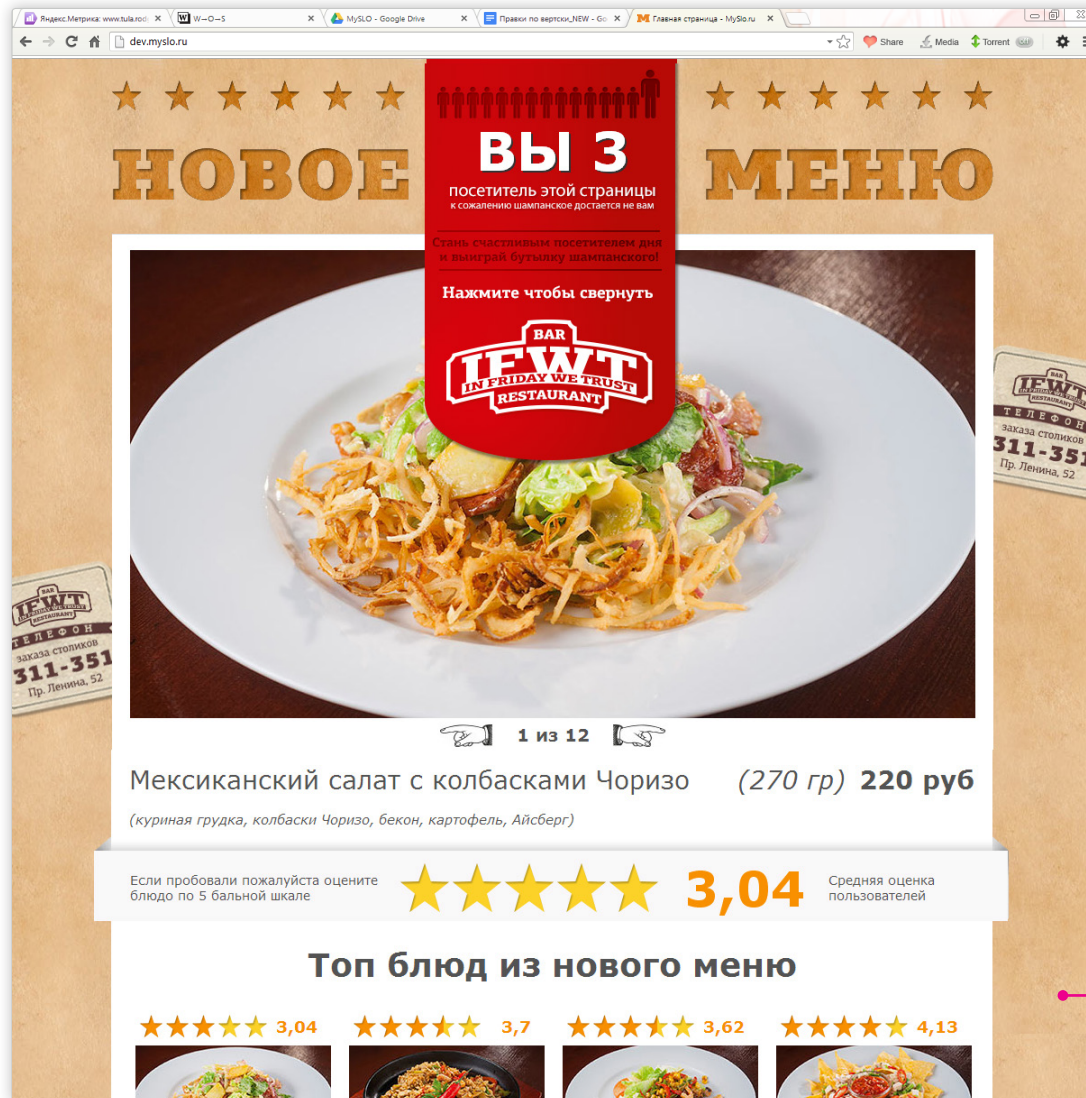 Яндекс.Метрика: www.tula.rod
W→O→S
MySLO - Google Drive
Правки по вертски_NEW - Go
Главная страница - MySlo.ru
dev.myslo.ru
Share
Media
Torrent
НОВОЕ
МЕНЮ
ВЫ 3
посетитель этой страницы
к сожалению шампанское достается не вам
Стань счастливым посетителем дня
и выиграй бутылку шампанского!
Нажмите чтобы свернуть
BAR
IFWT
IN FRIDAY WE TRUST
RESTAURANT
BAR
IFWT
RESTAURANT
ТЕЛЕФОН
заказа столиков
311-351
Пр. Ленина, 52
BAR
IFWT
RESTAURANT
ТЕЛЕФОН
заказа столиков
311-351
Пр. Ленина, 52
1 из 12
Мексиканский салат с колбасками Чоризо (270 гр) 220 руб
(куриная грудка, колбаски Чоризо, бекон, картофель, Айсберг)
Если пробовали пожалуйста оцените
блюдо по 5 бальной шкале
3,04
Средняя оценка
пользователей
Топ блюд из нового меню
3,04
3,7
3,62
4,13